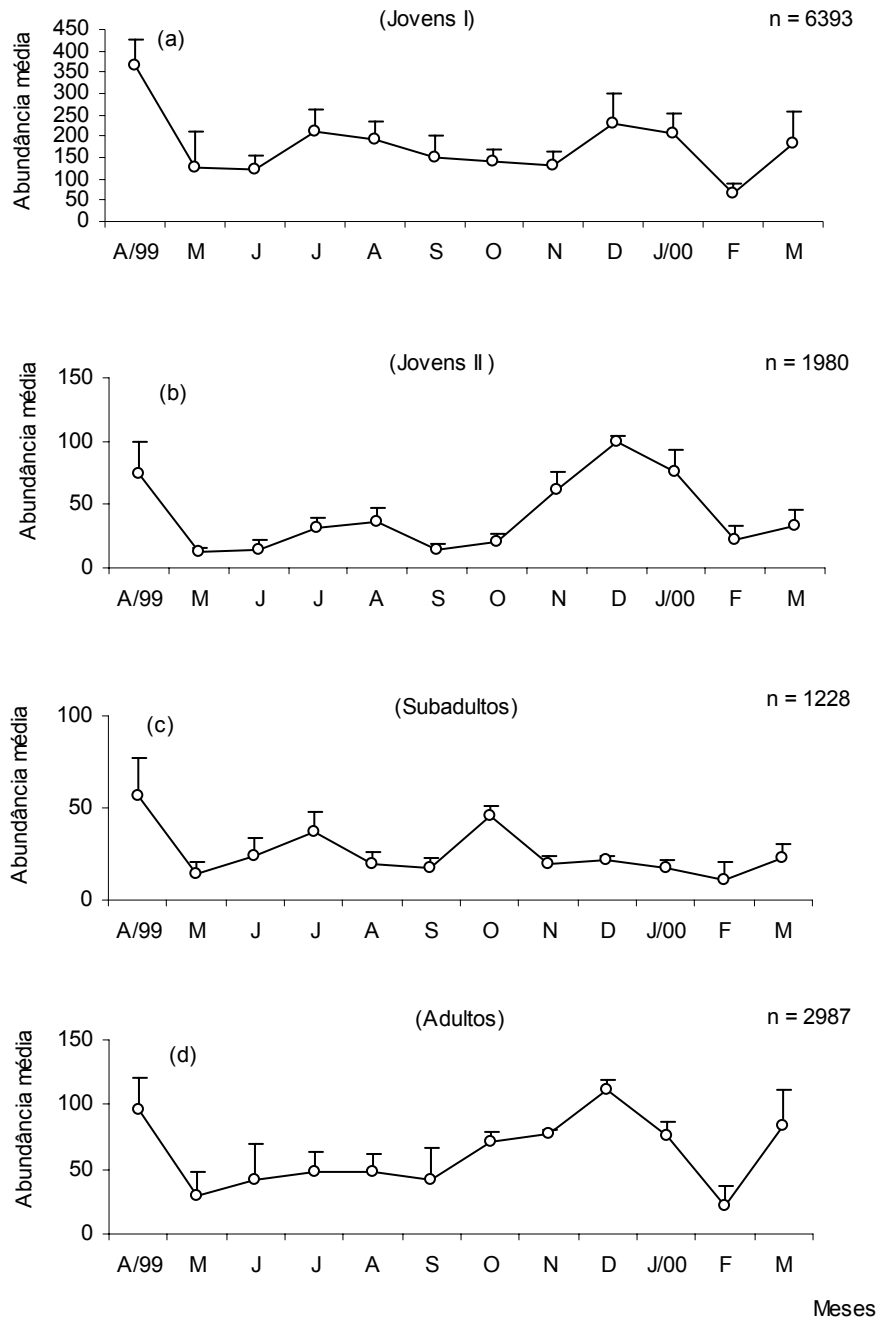 (Jovens I) n = 6393
(a)
Abundância média
450
400
350
300
250
200
150
100
50
0
A/99 M J J A S O N D J/00 F M
(Jovens II) n = 1980
(b)
Abundância média
150
100
50
0
A/99 M J J A S O N D J/00 F M
(Subadultos) n = 1228
(c)
Abundância média
100
50
0
A/99 M J J A S O N D J/00 F M
(Adultos) n = 2987
(d)
Abundância média
150
100
50
0
A/99 M J J A S O N D J/00 F M
Meses